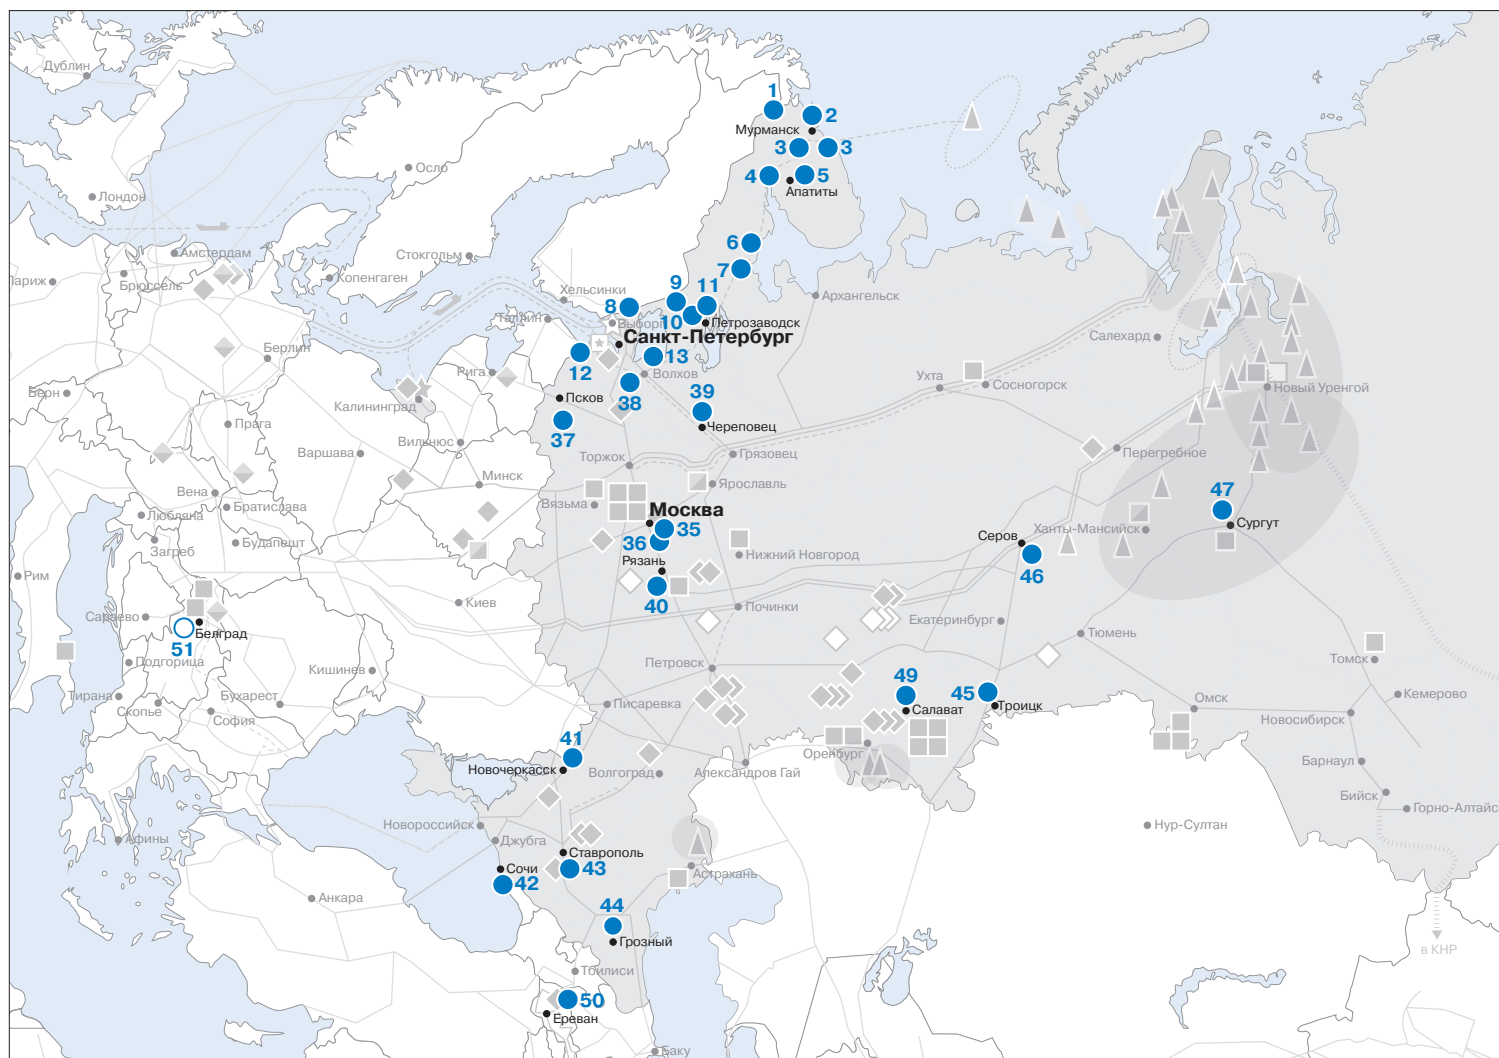 Дублин
1
2
Мурманск
3
3
Осло
4
5
Апатиты
Лондон
6
Стокгольм
Амстердам
7
Копенгаген
Брюссель
Хельсинки
9
11
Архангельск
8
Таллин
Выборг
10
Петрозаводск
Санкт-Петербург
Салехард
Берлин
13
12
Рига
Волхов
Ухта
Сосногорск
Новый Уренгой
Берн
38
39
Псков
Калининград
Прага
37
Череповец
Вильнюс
Варшава
Торжок
Грязовец
Перегребное
Минск
Ярославль
Вена
47
Братислава
Вязьма
Москва
Любляна
35
Сургут
Ханты-Мансийск
Серов
36
Загреб
Будапешт
Нижний Новгород
Рязань
46
Рим
40
Киев
Починки
Сараево
Екатеринбург
Белград
Тюмень
51
Подгорица
Кишинев
Петровск
Томск
49
45
Тирана
Бухарест
Кемерово
Скопье
Писаревка
Салават
Троицк
Омск
София
Новосибирск
41
Оренбург
Новочеркасск
Волгоград
Александров Гай
Барнаул
Бийск
Горно-Алтайс
Новороссийск
Нур-Султан
Афины
Джубга
Ставрополь
Сочи
43
Астрахань
42
Анкара
44
Грозный
в КНР
Тбилиси
50
Ереван
Баку